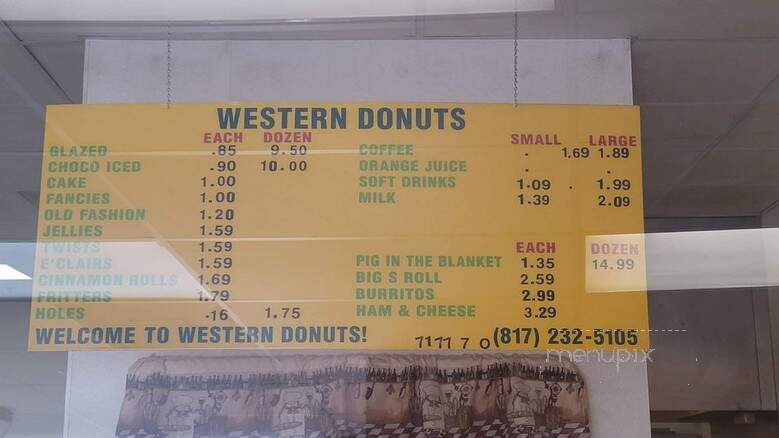 WESTERN DONUTS
EACH DOZEN
GLAZED .85 9.50
CHOCO ICED .90 10.00
CAKE 1.00
FANCIES 1.00
OLD FASHION 1.20
JELLIES 1.59
TWISTS 1.59
E'CLAIRS 1.59
CINNAMON ROLLS 1.69
FRITTERS 1.79
HOLES .16 1.75
SMALL LARGE
COFFEE . 1.69 1.89
ORANGE JUICE . .
SOFT DRINKS 1.09 . 1.99
MILK 1.39 2.09
EACH DOZEN
PIG IN THE BLANKET 1.35 14.99
BIG S ROLL 2.59
BURRITOS 2.99
HAM & CHEESE 3.29
WELCOME TO WESTERN DONUTS! 7177 7 0 (817) 232-5105
menupix